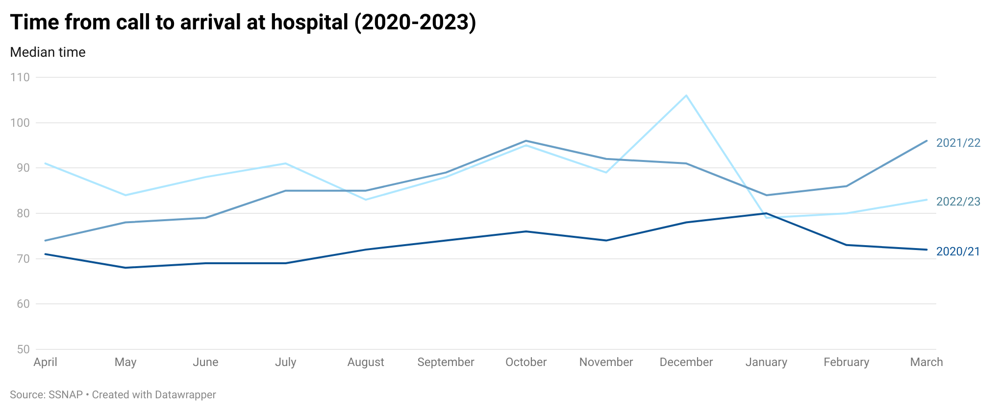 Time from call to arrival at hospital (2020-2023)
Median time
110
100
90
80
70
60
50
2021/22
2022/23
2020/21
April May June July August September October November December January February March
Source: SSNAP • Created with Datawrapper